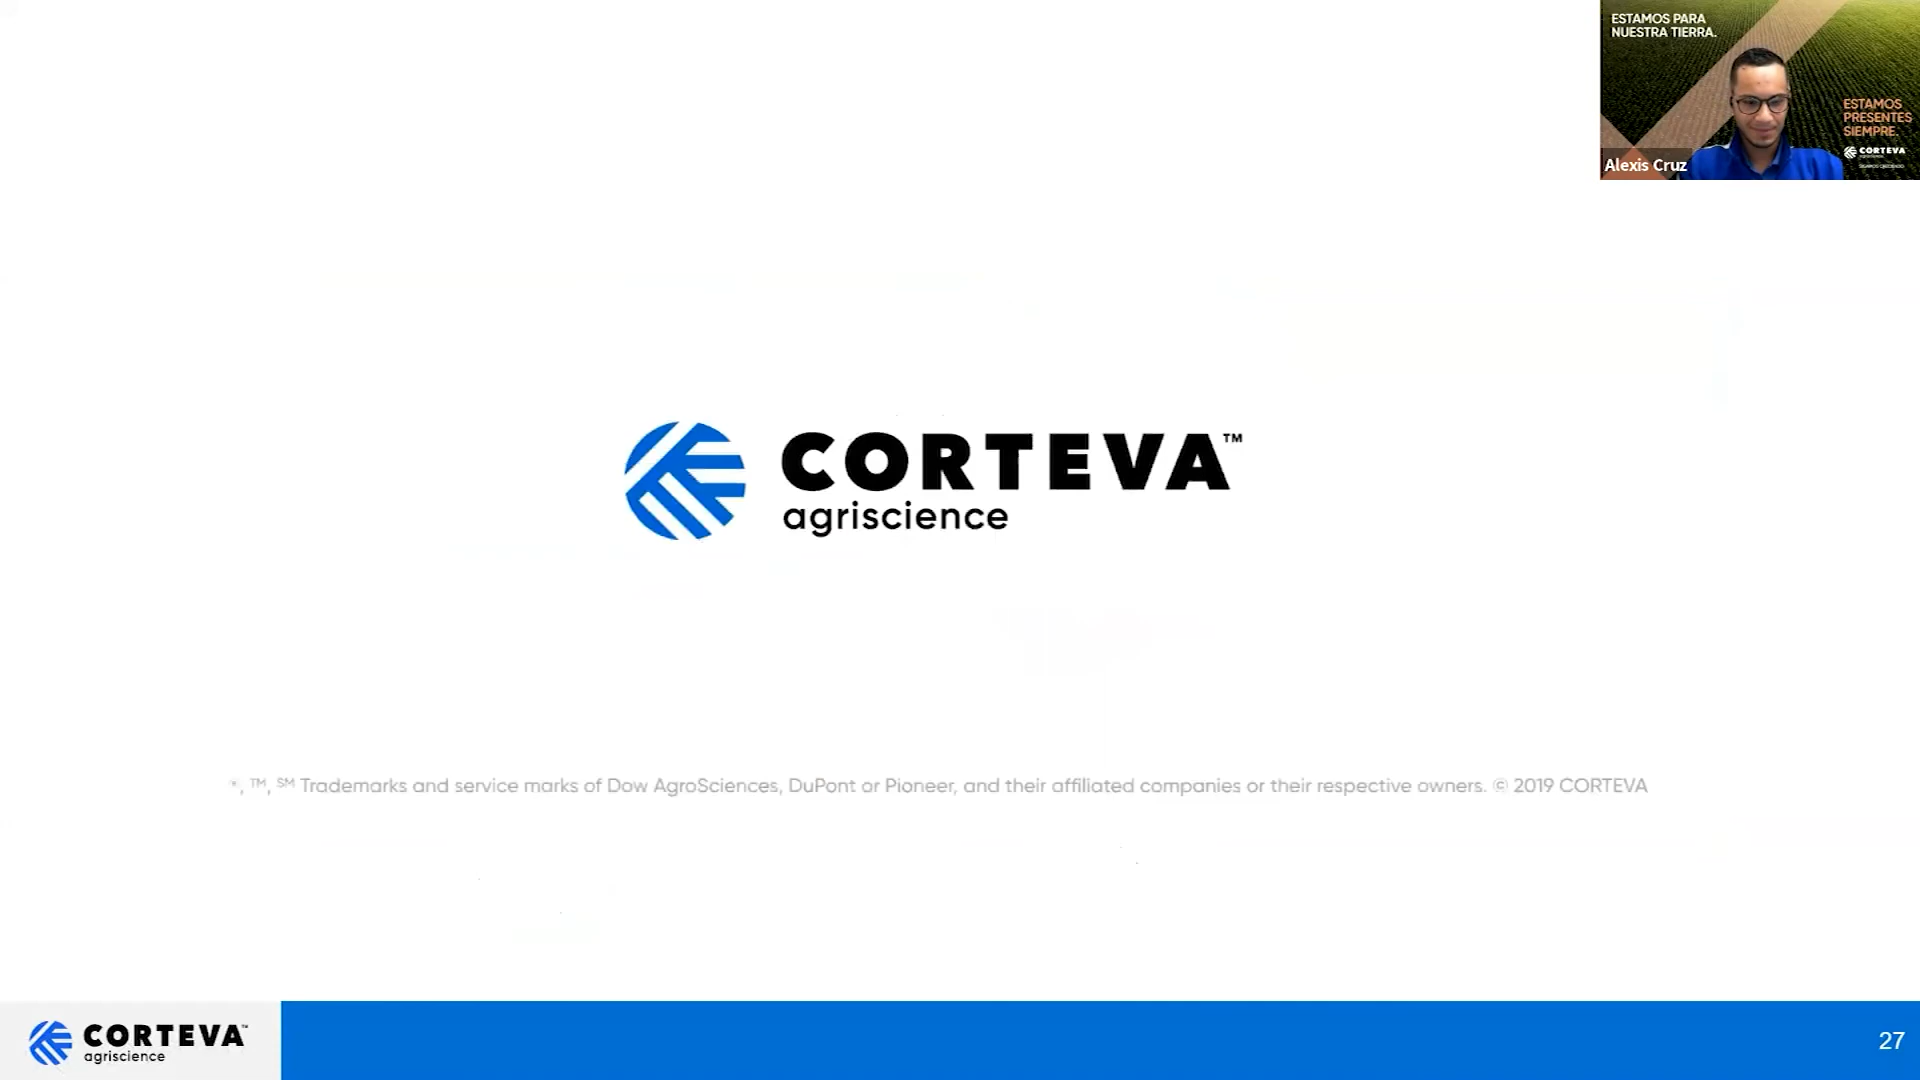 ESTAMOS PARA
NUESTRA TIERRA.
ESTAMOS
PRESENTES
SIEMPRE.
CORTEVA
Alexis Cruz
CORTEVA™
agriscience
®, ™, ℠ Trademarks and service marks of Dow AgroSciences, DuPont or Pioneer, and their affiliated companies or their respective owners. © 2019 CORTEVA
CORTEVA™
agriscience
27